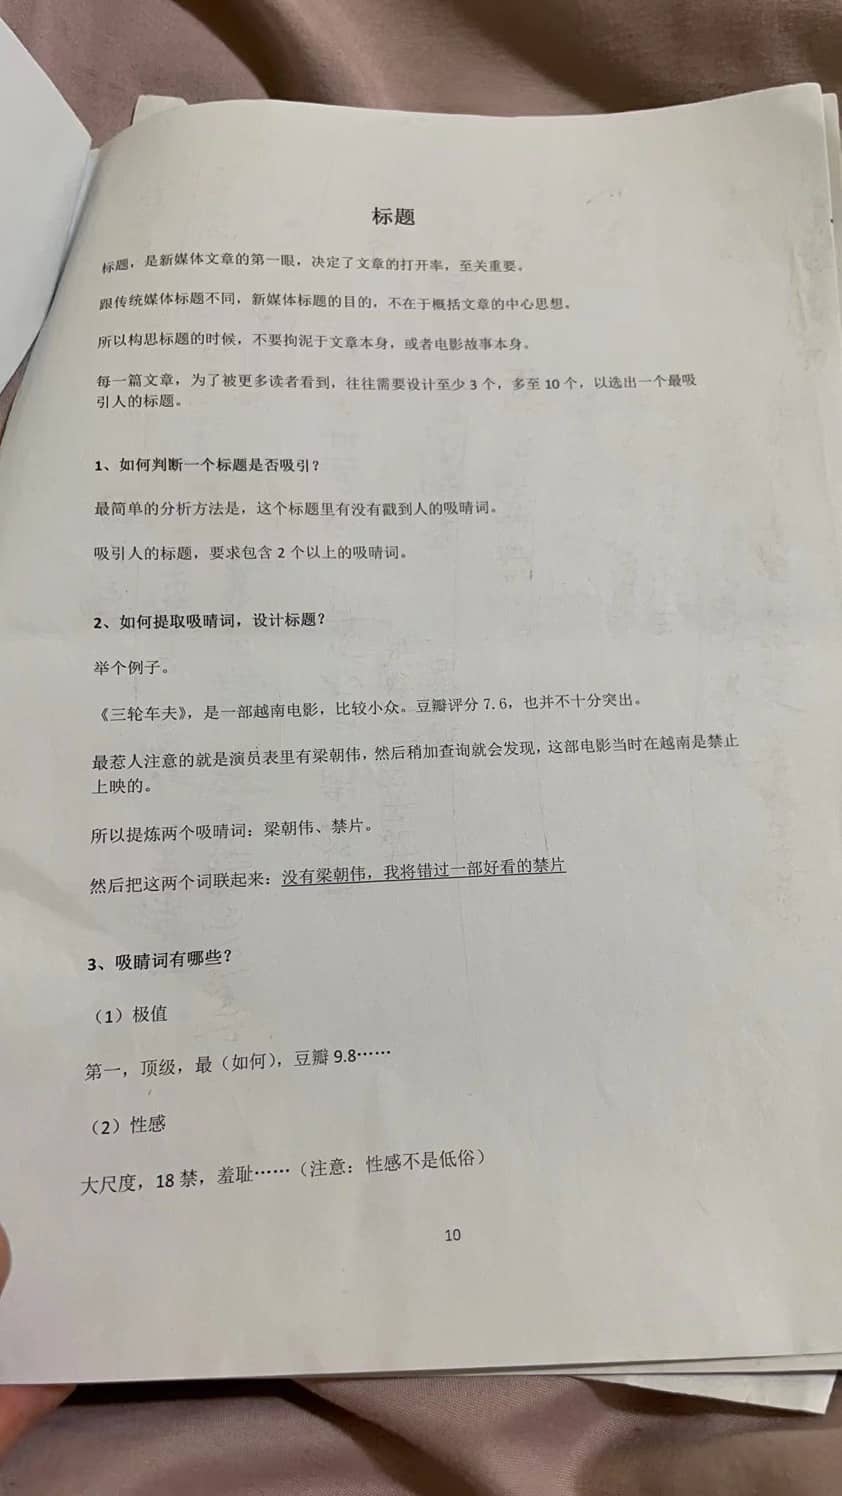 标题
标题，是新媒体文章的第一眼，决定了文章的打开率，至关重要。
跟传统媒体标题不同，新媒体标题的目的，不在于概括文章的中心思想。
所以构思标题的时候，不要拘泥于文章本身，或者电影故事本身。
每一篇文章，为了被更多读者看到，往往需要设计至少 3 个，多至 10 个，以选出一个最吸
引人的标题。
1、如何判断一个标题是否吸引？
最简单的分析方法是，这个标题里有没有戳到人的吸睛词。
吸引人的标题，要求包含 2 个以上的吸睛词。
2、如何提取吸睛词，设计标题？
举个例子。
《三轮车夫》，是一部越南电影，比较小众。豆瓣评分 7.6，也并不十分突出。
最惹人注意的就是演员表里有梁朝伟，然后稍加查询就会发现，这部电影当时在越南是禁止
上映的。
所以提炼两个吸睛词：梁朝伟、禁片。
然后把这两个词联起来：没有梁朝伟，我将错过一部好看的禁片
3、吸睛词有哪些？
（1）极值
第一，顶级，最（如何），豆瓣 9.8……
（2）性感
大尺度，18 禁，羞耻……（注意：性感不是低俗）
10